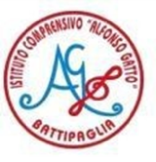 ISTITUTO COMPRENSIVO "ALFONSO GATTO"
AG
BATTIPAGLIA